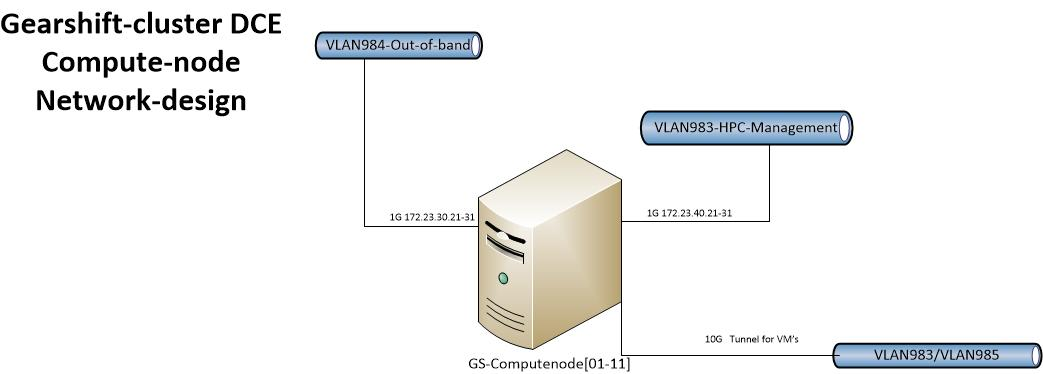 Gearshift-cluster DCE
Compute-node
Network-design
VLAN984-Out-of-band
VLAN983-HPC-Management
1G 172.23.30.21-31
1G 172.23.40.21-31
10G Tunnel for VM's
VLAN983/VLAN985
GS-Computenode[01-11]